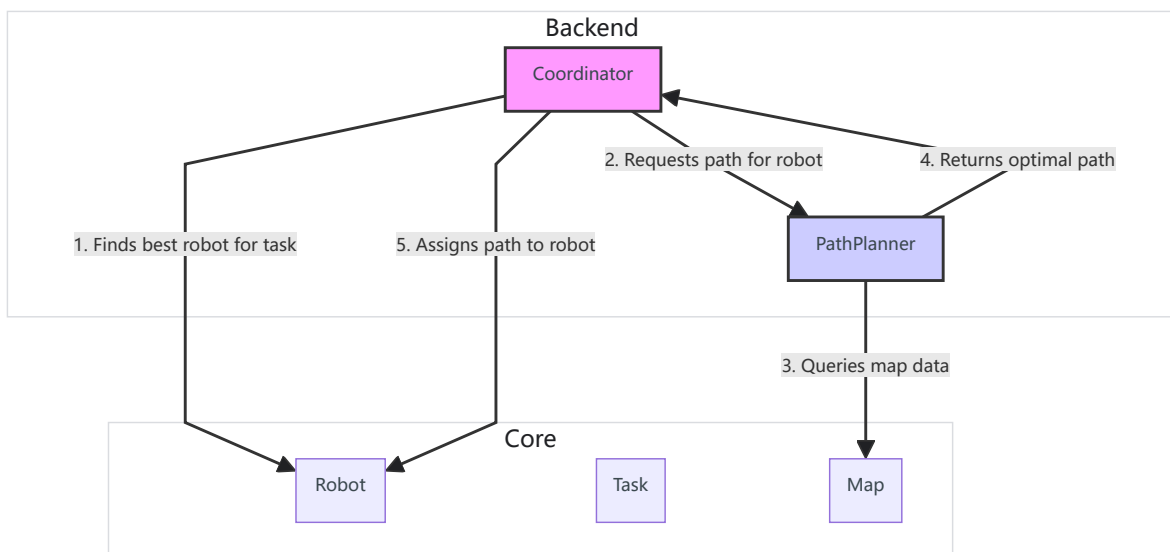 Backend
Coordinator
2. Requests path for robot
4. Returns optimal path
1. Finds best robot for task
5. Assigns path to robot
PathPlanner
3. Queries map data
Core
Robot
Task
Map